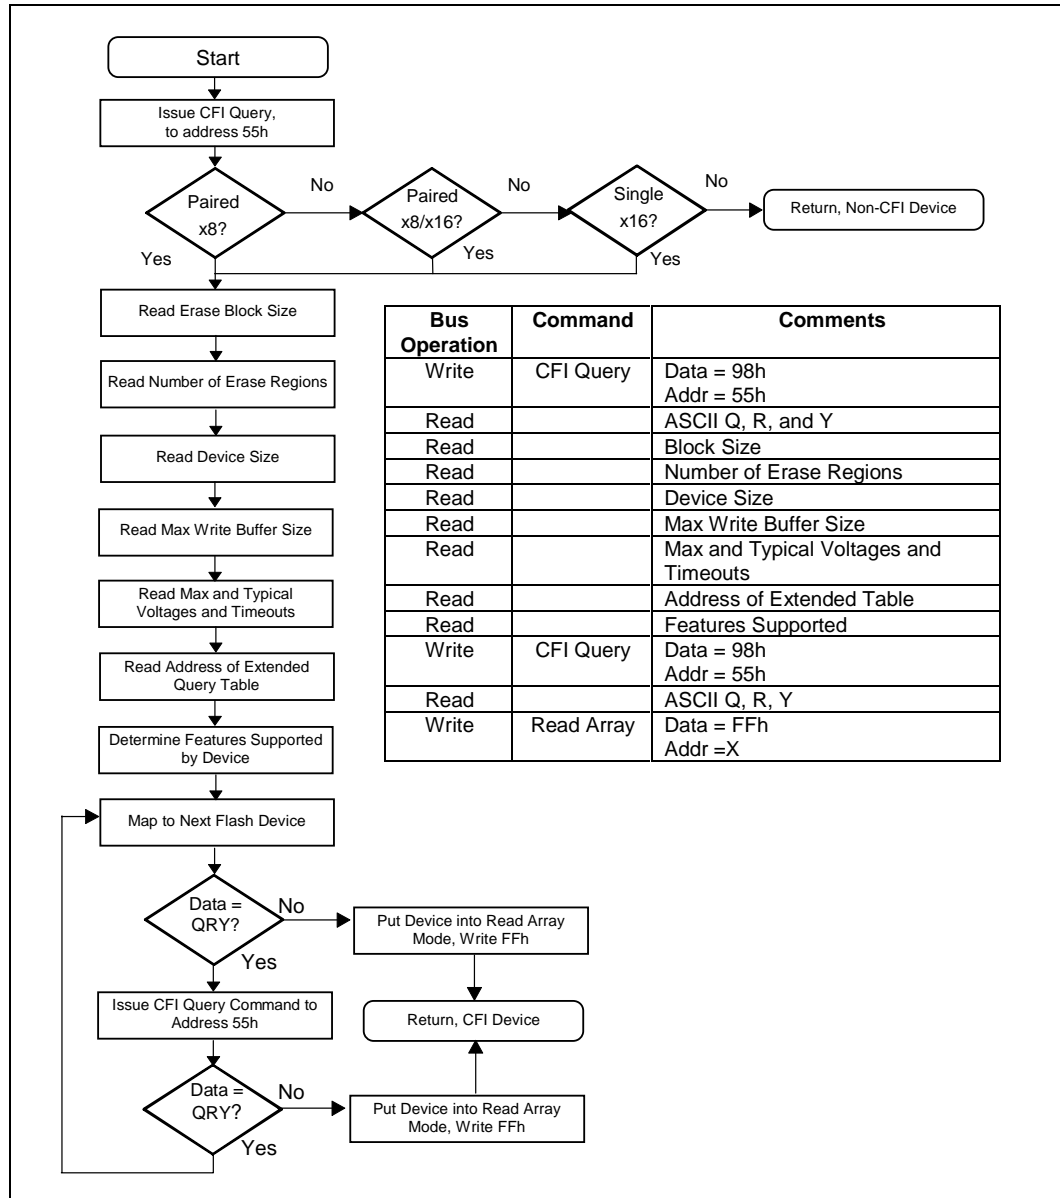 Start
Issue CFI Query,
to address 55h
Paired
x8?
No
Paired
x8/x16?
No
Single
x16?
No
Return, Non-CFI Device
Yes
Yes
Yes
Read Erase Block Size
Read Number of Erase Regions
Read Device Size
Read Max Write Buffer Size
Read Max and Typical
Voltages and Timeouts
Read Address of Extended
Query Table
Determine Features Supported
by Device
Map to Next Flash Device
Data =
QRY?
No
Put Device into Read Array
Mode, Write FFh
Yes
Issue CFI Query Command to
Address 55h
Return, CFI Device
Data =
QRY?
No
Put Device into Read Array
Mode, Write FFh
Yes
Bus
Operation
Command
Comments
Write
CFI Query
Data = 98h
Addr = 55h
Read
ASCII Q, R, and Y
Read
Block Size
Read
Number of Erase Regions
Read
Device Size
Read
Max Write Buffer Size
Read
Max and Typical Voltages and
Timeouts
Read
Address of Extended Table
Read
Features Supported
Write
CFI Query
Data = 98h
Addr = 55h
Read
ASCII Q, R, Y
Write
Read Array
Data = FFh
Addr =X